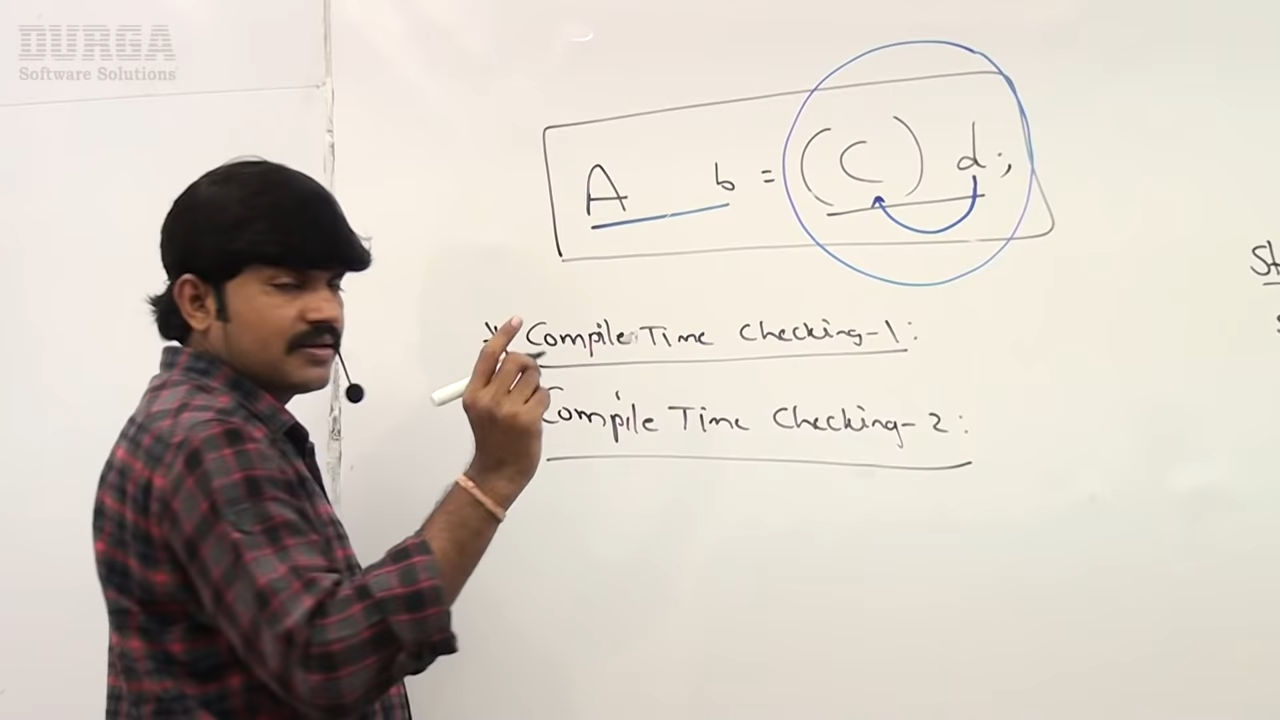 DURGA
Software Solutions
A b = (C) d;
Compile Time Checking-1:
Compile Time Checking-2: